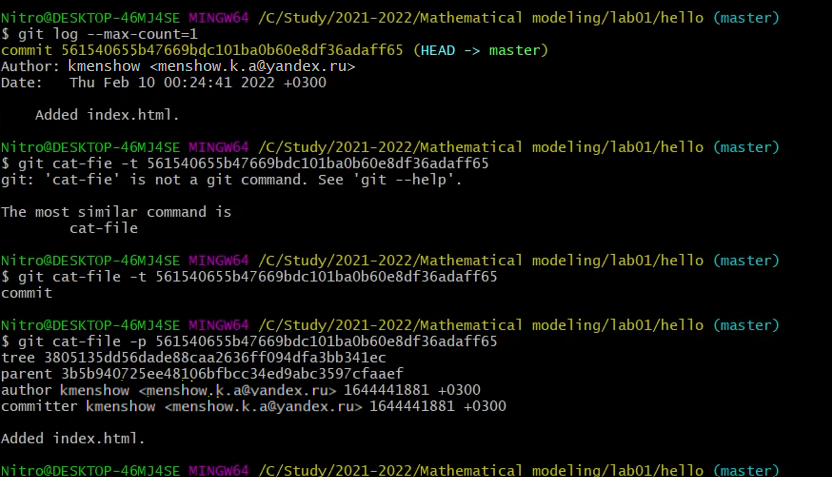 Nitro@DESKTOP-46MJ4SE MINGW64 /C/Study/2021-2022/Mathematical modeling/lab01/hello (master)
$ git log --max-count=1
commit 561540655b47669bdc101ba0b60e8df36adaff65 (HEAD -> master)
Author: kmenshow <menshow.k.a@yandex.ru>
Date:   Thu Feb 10 00:24:41 2022 +0300
    Added index.html.
Nitro@DESKTOP-46MJ4SE MINGW64 /C/Study/2021-2022/Mathematical modeling/lab01/hello (master)
$ git cat-fie -t 561540655b47669bdc101ba0b60e8df36adaff65
git: 'cat-fie' is not a git command. See 'git --help'.
The most similar command is
        cat-file
Nitro@DESKTOP-46MJ4SE MINGW64 /C/Study/2021-2022/Mathematical modeling/lab01/hello (master)
$ git cat-file -t 561540655b47669bdc101ba0b60e8df36adaff65
commit
Nitro@DESKTOP-46MJ4SE MINGW64 /C/Study/2021-2022/Mathematical modeling/lab01/hello (master)
$ git cat-file -p 561540655b47669bdc101ba0b60e8df36adaff65
tree 3805135dd56dade88caa2636ff094dfa3bb341ec
parent 3b5b940725ee48106bfbcc34ed9abc3597cfaaef
author kmenshow <menshow.k.a@yandex.ru> 1644441881 +0300
committer kmenshow <menshow.k.a@yandex.ru> 1644441881 +0300
Added index.html.
Nitro@DESKTOP-46MJ4SE MINGW64 /C/Study/2021-2022/Mathematical modeling/lab01/hello (master)